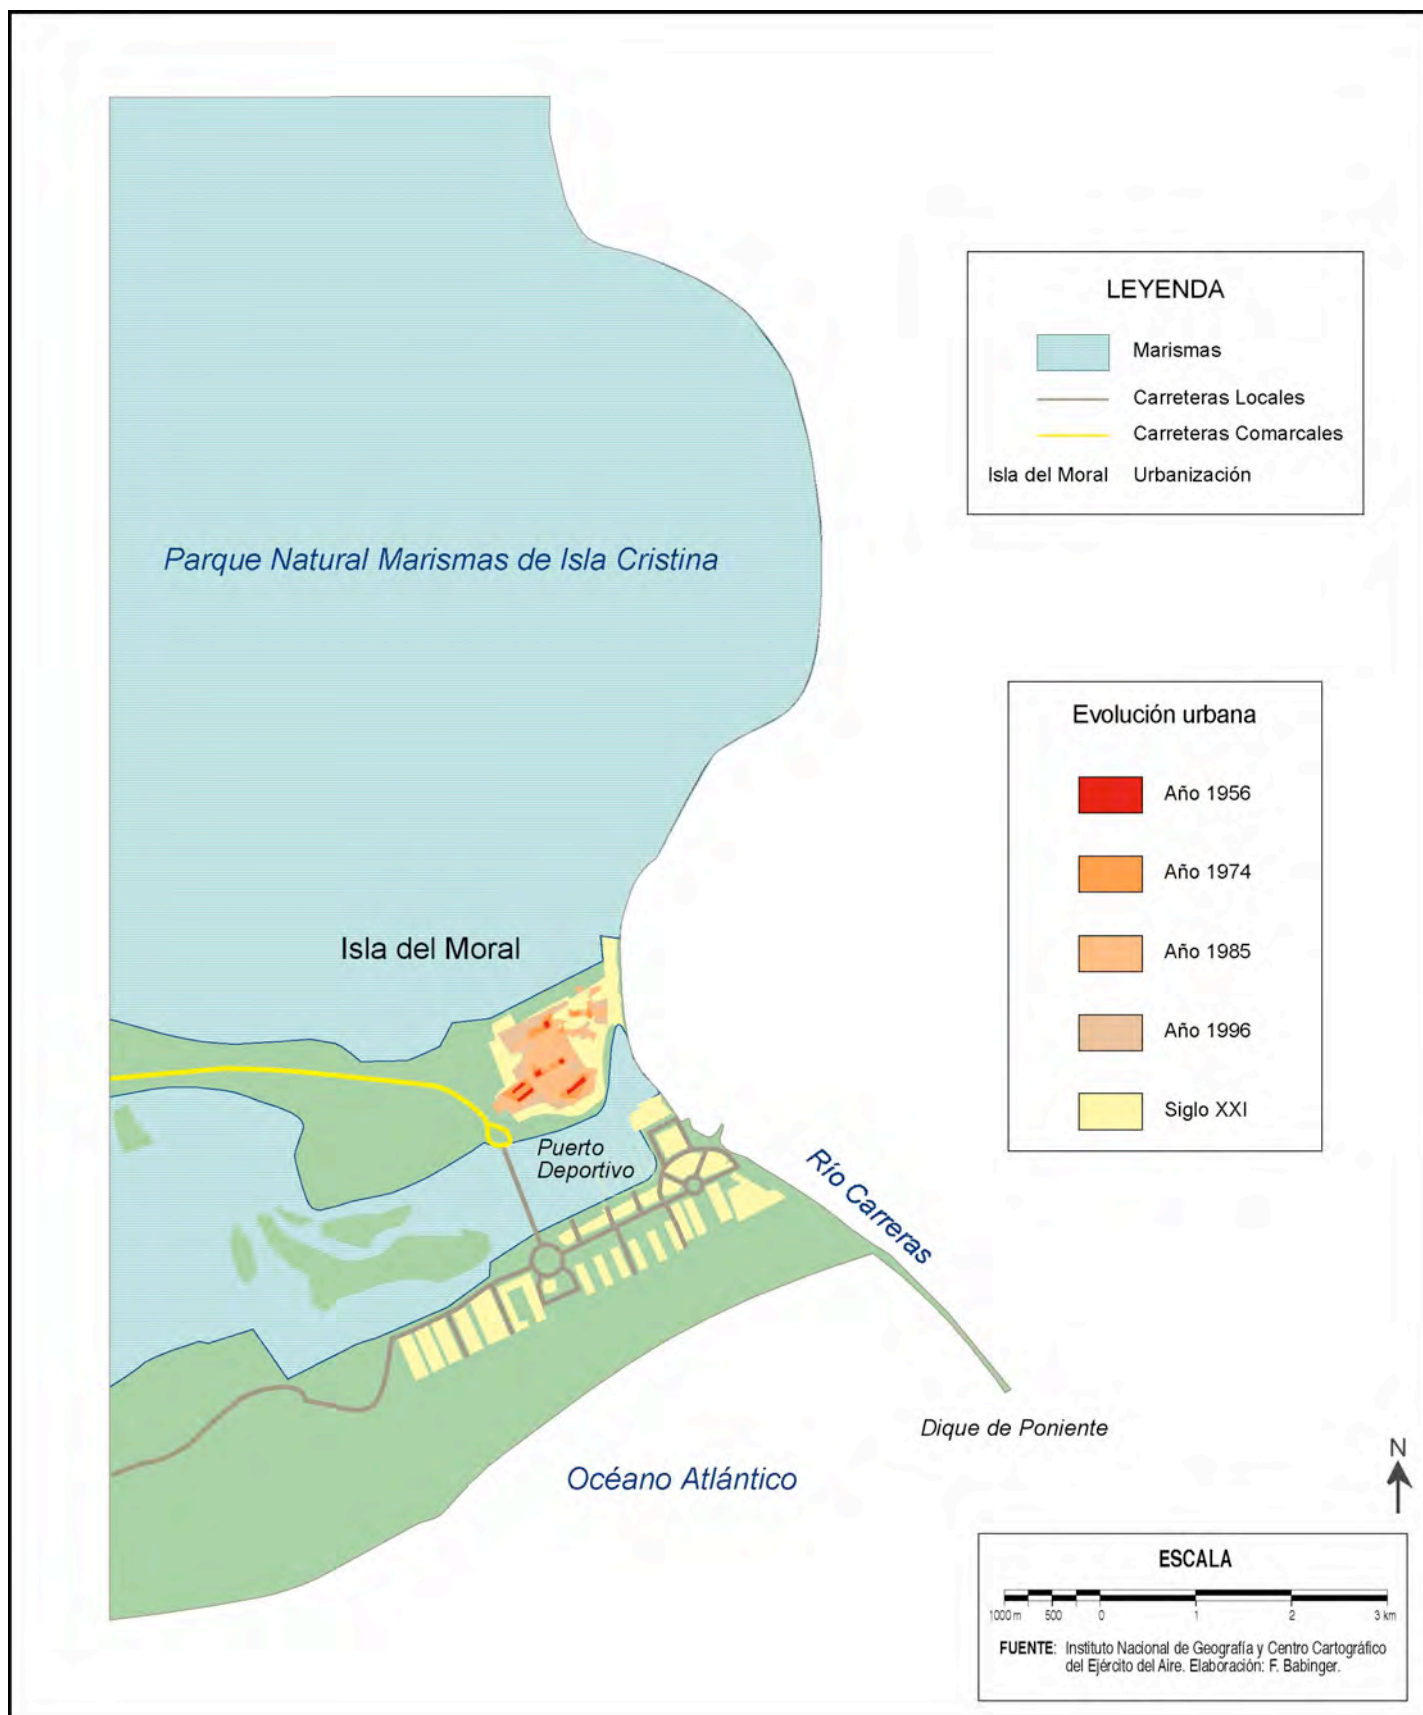 LEYENDA
Marismas
Carreteras Locales
Carreteras Comarcales
Isla del Moral Urbanización
Parque Natural Marismas de Isla Cristina
Evolución urbana
Año 1956
Año 1974
Año 1985
Año 1996
Siglo XXI
Isla del Moral
Puerto
Deportivo
Río Carreras
Dique de Poniente
Océano Atlántico
N
ESCALA
1000 m 500 0 1 2 3 km
FUENTE: Instituto Nacional de Geografía y Centro Cartográfico
del Ejército del Aire. Elaboración: F. Babinger.